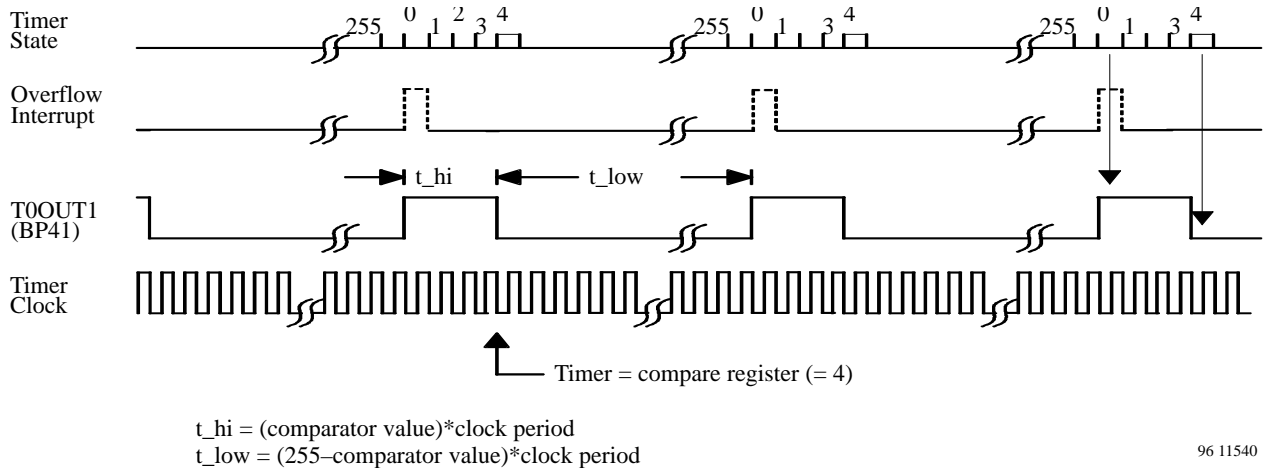 Timer
State
255 0 1 2 3 4
255 0 1 3 4
255 0 1 3 4
Overflow
Interrupt
t_hi
t_low
T0OUT1
(BP41)
Timer
Clock
Timer = compare register (= 4)
t_hi = (comparator value)*clock period
t_low = (255–comparator value)*clock period
96 11540